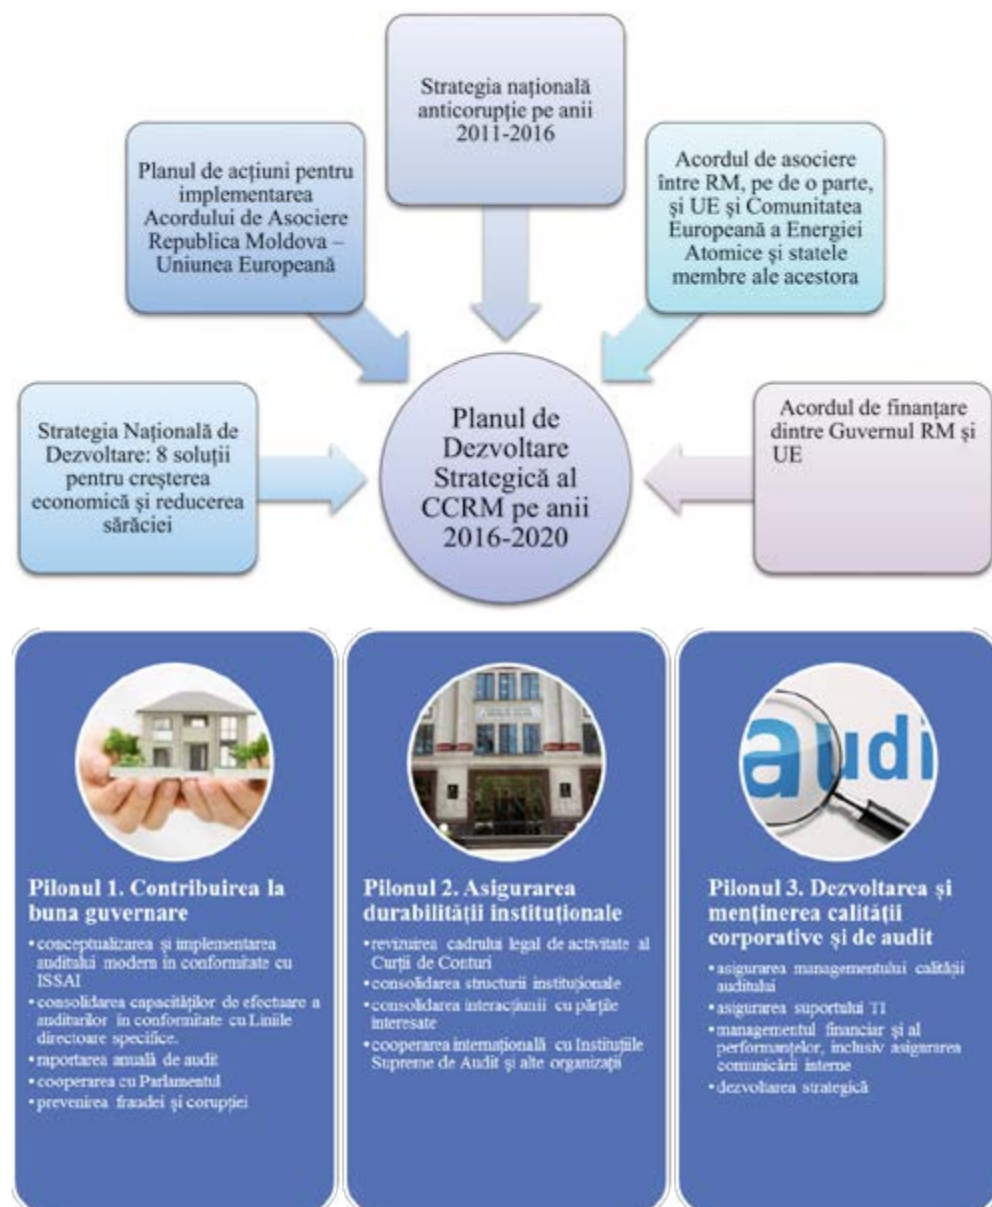 Strategia națională
anticorupție pe anii
2011-2016
Planul de acțiuni pentru
implementarea
Acordului de Asociere
Republica Moldova –
Uniunea Europeană
Acordul de asociere
între RM, pe de o parte,
și UE și Comunitatea
Europeană a Energiei
Atomice și statele
membre ale acestora
Strategia Națională de
Dezvoltare: 8 soluții
pentru creșterea
economică și reducerea
sărăciei
Planul de
Dezvoltare
Strategică al
CCRM pe anii
2016-2020
Acordul de finanțare
dintre Guvernul RM și
UE
Pilonul 1. Contribuirea la
buna guvernare
• conceptualizarea și implementarea
auditului modern în conformitate cu
ISSAI
• consolidarea capacităților de efectuare a
auditurilor în conformitate cu Liniile
directoare specifice.
• raportarea anuală de audit
• cooperarea cu Parlamentul
• prevenirea fraudei și corupției
Pilonul 2. Asigurarea
durabilității instituționale
• revizuirea cadrului legal de activitate al
Curții de Conturi
• consolidarea structurii instituționale
• consolidarea interacțiunii cu părțile
interesate
• cooperarea internațională cu Instituțiile
Supreme de Audit și alte organizații
audi
Pilonul 3. Dezvoltarea și
menținerea calității
corporative și de audit
• asigurarea managementului calității
auditului
• asigurarea suportului TI
• managementul financiar și al
performanțelor, inclusiv asigurarea
comunicării interne
• dezvoltarea strategică